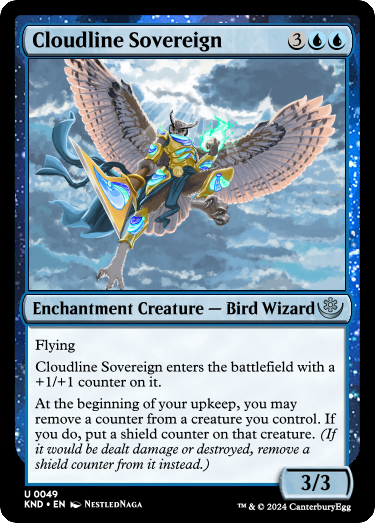 Cloudline Sovereign 3
Enchantment Creature — Bird Wizard
Flying
Cloudline Sovereign enters the battlefield with a
+1/+1 counter on it.
At the beginning of your upkeep, you may
remove a counter from a creature you control. If
you do, put a shield counter on that creature. (If
it would be dealt damage or destroyed, remove a
shield counter from it instead.)
3/3
U 0049
KND • EN NestledNaga
™ & © 2024 CanterburyEgg